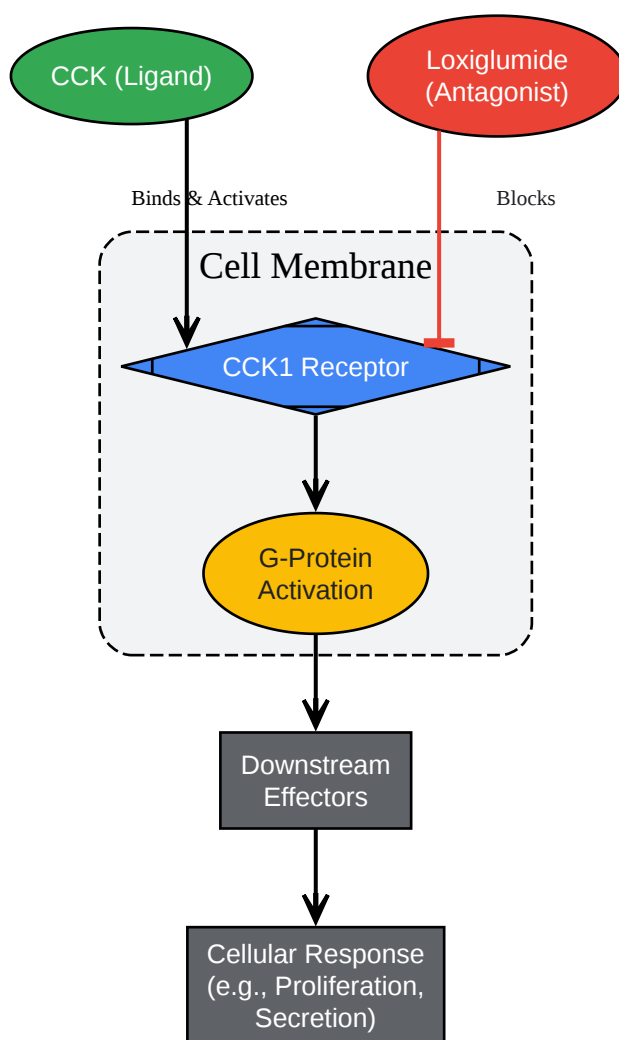 CCK (Ligand)
Loxiglumide
(Antagonist)
Binds & Activates
Blocks
Cell Membrane
CCK1 Receptor
G-Protein
Activation
Downstream
Effectors
Cellular Response
(e.g., Proliferation,
Secretion)